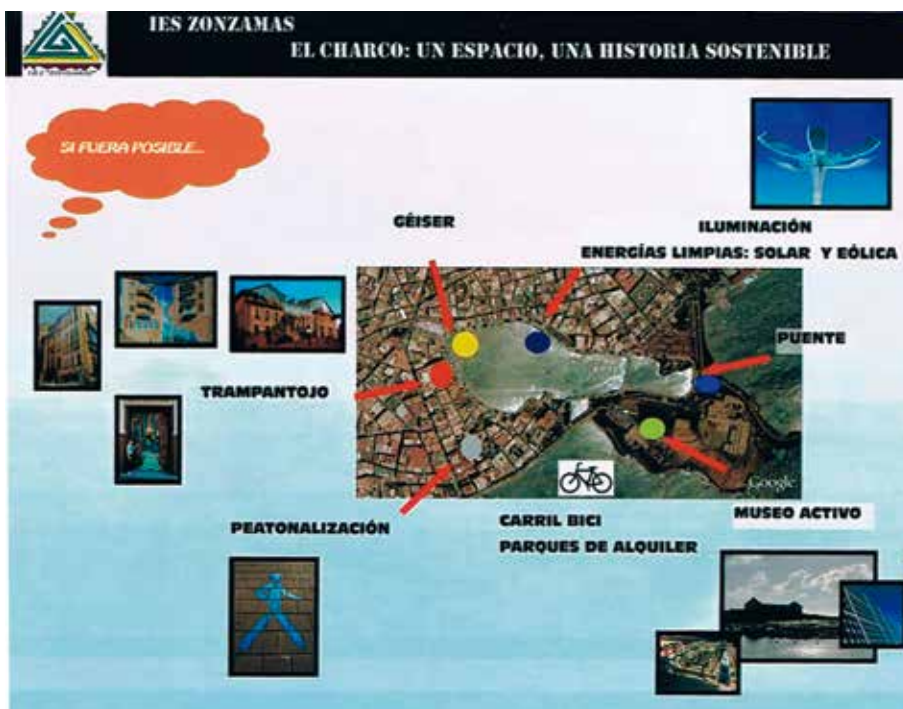 IES ZONZAMAS
EL CHARCO: UN ESPACIO, UNA HISTORIA SOSTENIBLE
SI FUERA POSIBLE...
GÉISER
ILUMINACIÓN
ENERGÍAS LIMPIAS: SOLAR Y EÓLICA
PUENTE
TRAMPANTOJO
Google
PEATONALIZACIÓN
CARRIL BICI
PARQUES DE ALQUILER
MUSEO ACTIVO